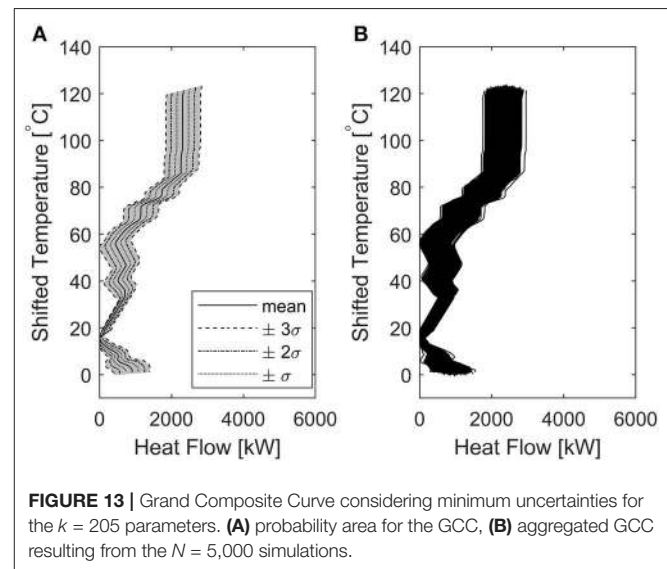 A
B
140
120
100
80
60
40
20
0
Shifted Temperature [°C]
mean
± 3σ
± 2σ
± σ
0 2000 4000 6000
Heat Flow [kW]
140
120
100
80
60
40
20
0
Shifted Temperature [°C]
0 2000 4000 6000
Heat Flow [kW]
FIGURE 13 | Grand Composite Curve considering minimum uncertainties for
the k = 205 parameters. (A) probability area for the GCC, (B) aggregated GCC
resulting from the N = 5,000 simulations.